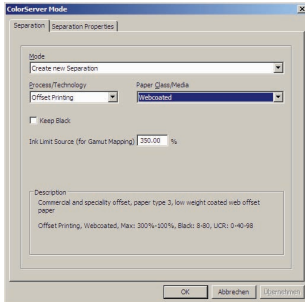 ColorServer Mode
Separation
Separation Properties
Mode
Create new Separation
Process/Technology
Paper Class/Media
Offset Printing
Webcoated
Keep Black
Ink Limit Source (for Gamut Mapping)
350.00
%
Description
Commercial and speciality offset, paper type 3, low weight coated web offset
paper
Offset Printing, Webcoated, Max: 300%-100%, Black: 8-80, UCR: 0-40-98
OK
Abbrechen
Übernehmen